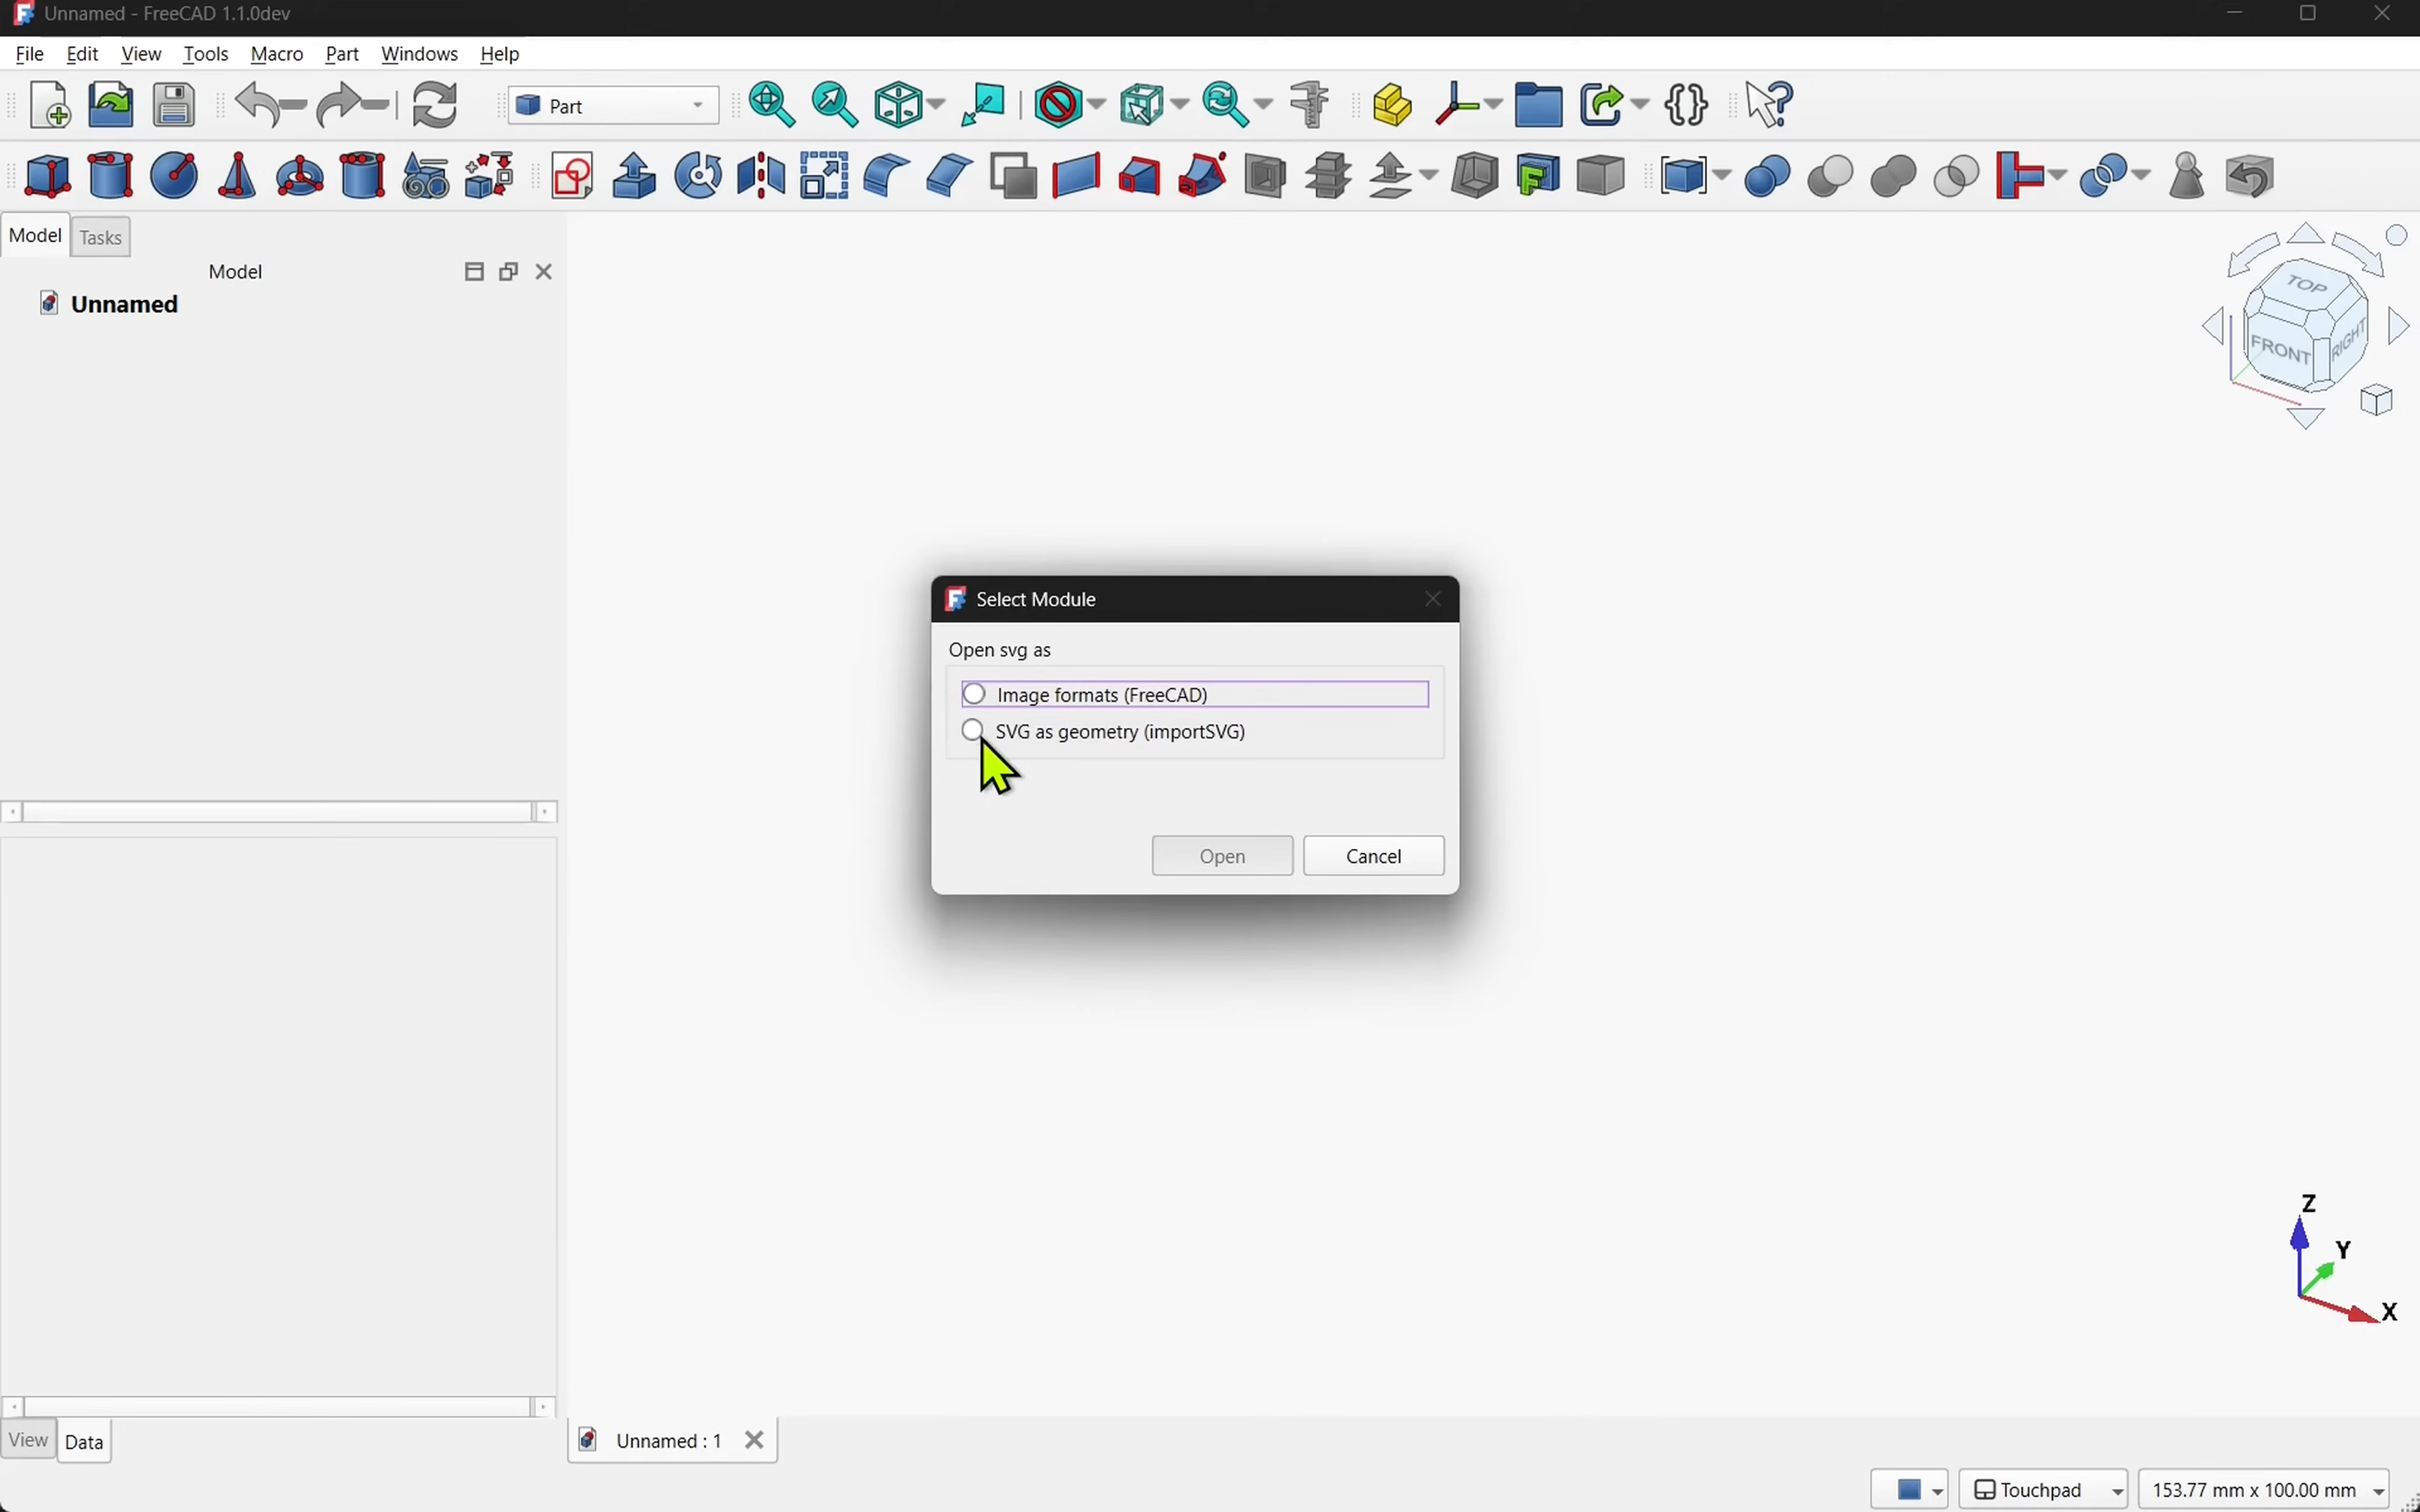 Unnamed - FreeCAD 1.1.0dev
File Edit View Tools Macro Part Windows Help
Part
Model Tasks
Model
Unnamed
TOP
FRONT
RIGHT
Select Module
Open svg as
Image formats (FreeCAD)
SVG as geometry (importSVG)
Open Cancel
Z
Y
X
View Data
Unnamed : 1
Touchpad 153.77 mm x 100.00 mm